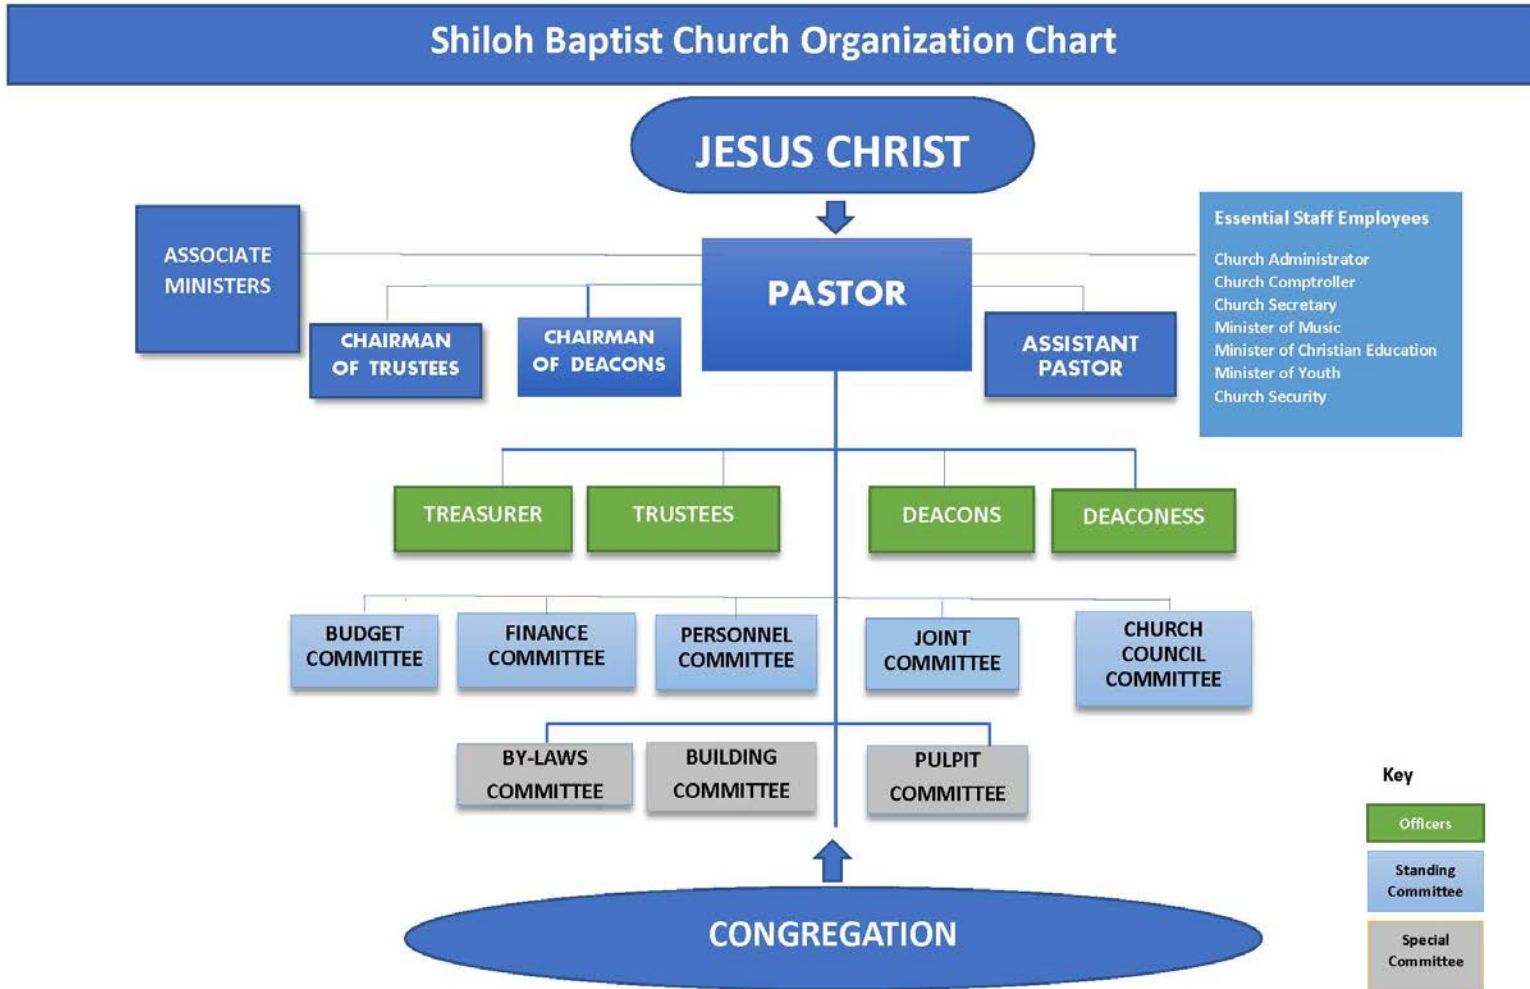 Shiloh Baptist Church Organization Chart
JESUS CHRIST
ASSOCIATE
MINISTERS
PASTOR
CHAIRMAN
OF TRUSTEES
CHAIRMAN
OF DEACONS
ASSISTANT
PASTOR
Essential Staff Employees
Church Administrator
Church Comptroller
Church Secretary
Minister of Music
Minister of Christian Education
Minister of Youth
Church Security
TREASURER
TRUSTEES
DEACONS
DEACONESS
BUDGET
COMMITTEE
FINANCE
COMMITTEE
PERSONNEL
COMMITTEE
JOINT
COMMITTEE
CHURCH
COUNCIL
COMMITTEE
BY-LAWS
COMMITTEE
BUILDING
COMMITTEE
PULPIT
COMMITTEE
CONGREGATION
Key
Officers
Standing
Committee
Special
Committee